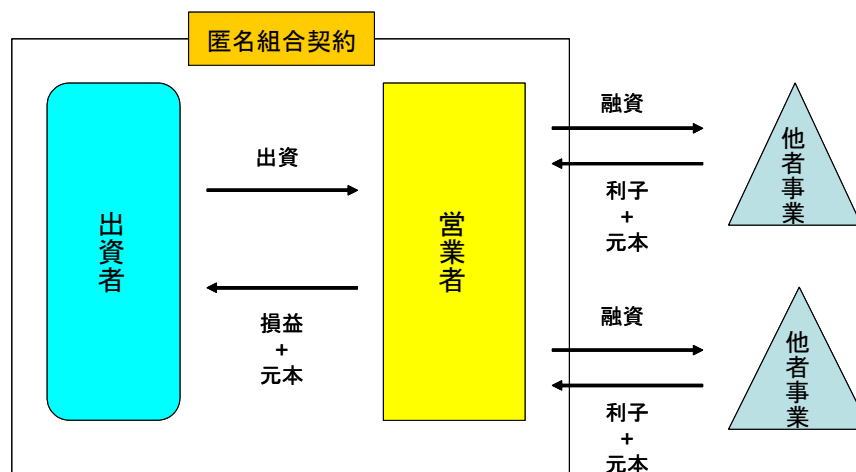 匿名組合契約
出資者
出資
損益
+
元本
営業者
融資
利子
+
元本
他者事業
融資
利子
+
元本
他者事業